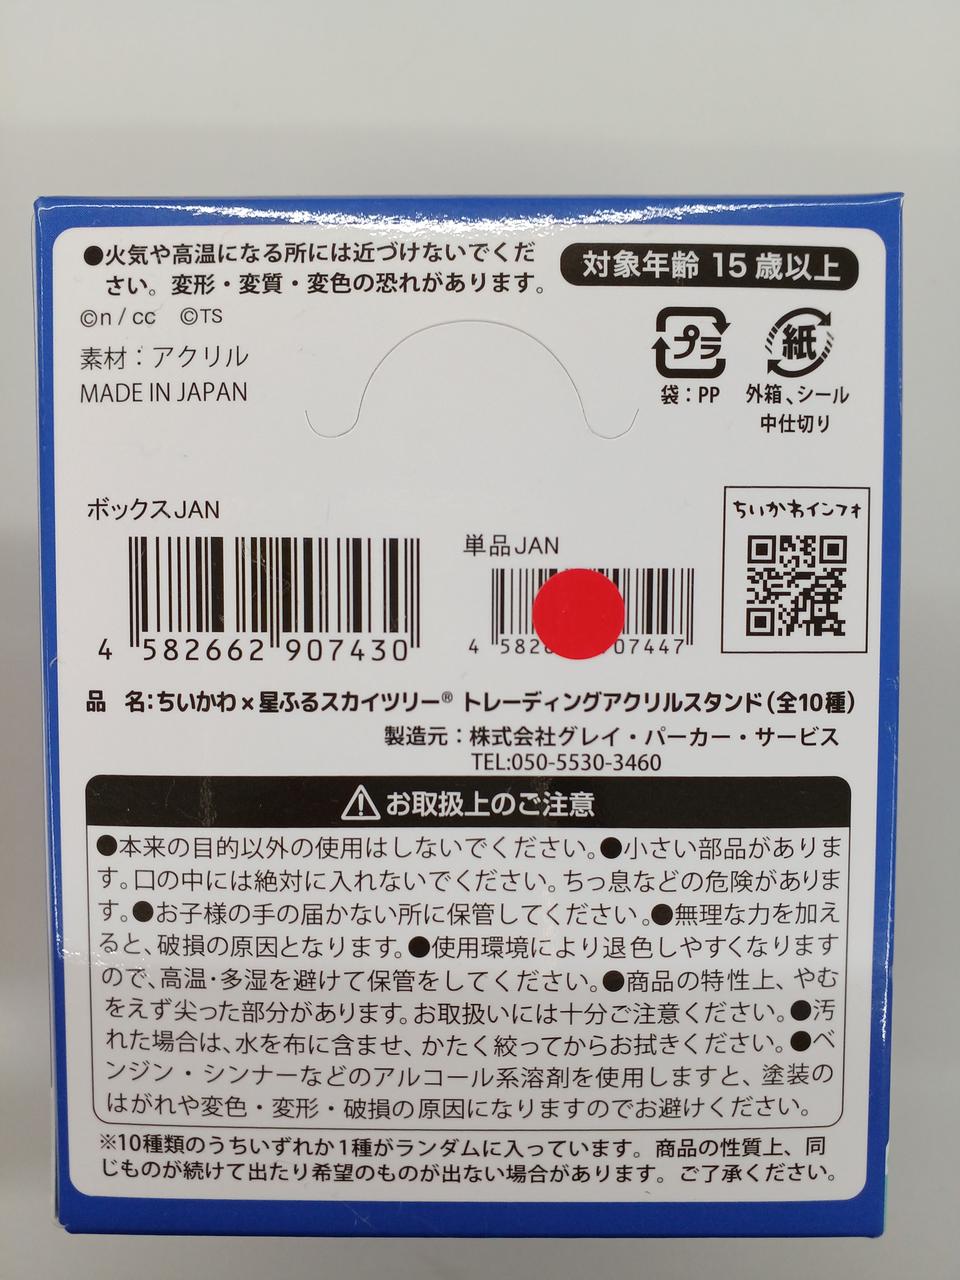 ●火気や高温になる所には近づけないでくだ
さい。変形・変質・変色の恐れがあります。
対象年齢 15 歳以上
©n / cc ©TS
素材：アクリル
MADE IN JAPAN
プラ
袋：PP
紙
外箱、シール
中仕切り
ボックスJAN
4 582662 907430
単品JAN
4 582 07447
ちいかわインフォ
品 名：ちいかわ×星ふるスカイツリー® トレーディングアクリルスタンド（全10種）
製造元：株式会社グレイ・パーカー・サービス
TEL:050-5530-3460
お取扱上のご注意
●本来の目的以外の使用はしないでください。●小さい部品がありま
す。口の中には絶対に入れないでください。ちっ息などの危険がありま
す。●お子様の手の届かない所に保管してください。●無理な力を加え
ると、破損の原因となります。●使用環境により退色しやすくなります
ので、高温・多湿を避けて保管をしてください。●商品の特性上、やむ
をえず尖った部分があります。お取扱いには十分ご注意ください。●汚
れた場合は、水を布に含ませ、かたく絞ってからお拭きください。●ベ
ンジン・シンナーなどのアルコール系溶剤を使用しますと、塗装の
はがれや変色・変形・破損の原因になりますのでお避けください。
※10種類のうちいずれか1種がランダムに入っています。商品の性質上、同
じものが続けて出たり希望のものが出ない場合があります。ご了承ください。